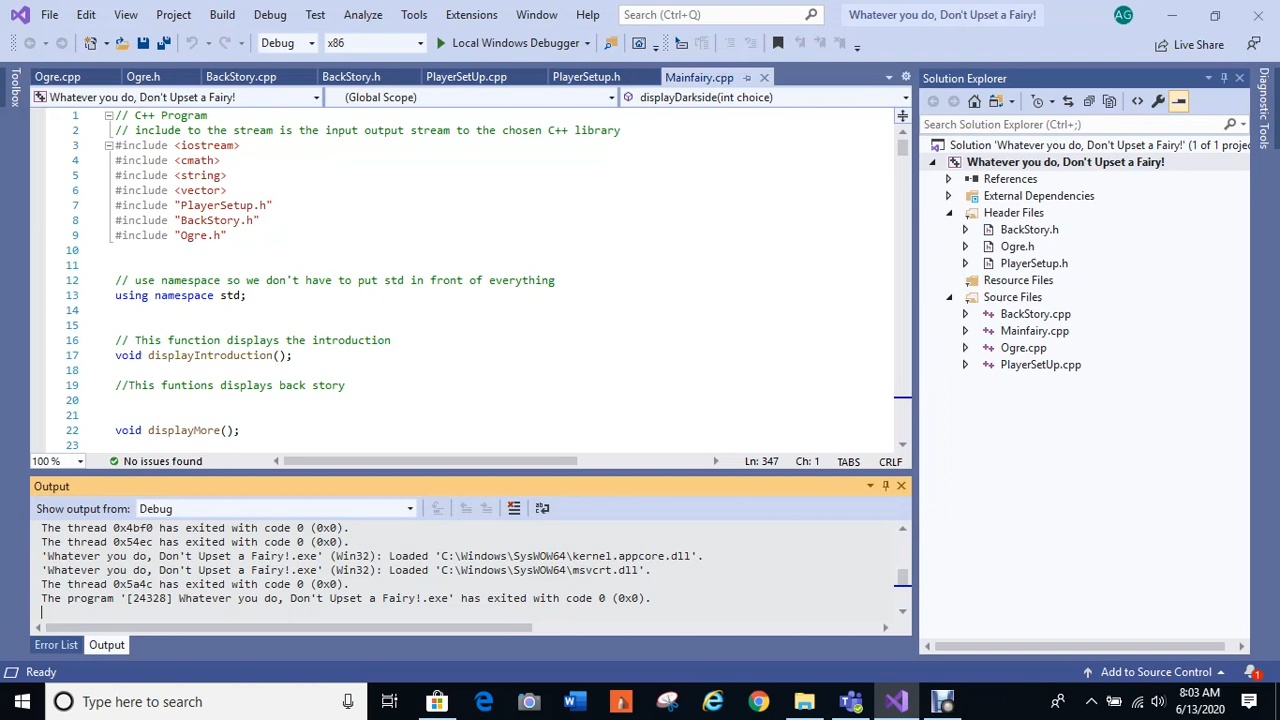 File Edit View Project Build Debug Test Analyze Tools Extensions Window Help Search (Ctrl+Q) Whatever you do, Don't Upset a Fairy! AG
Debug x86 Local Windows Debugger Live Share
Toolbox
Ogre.cpp Ogre.h BackStory.cpp BackStory.h PlayerSetUp.cpp PlayerSetup.h Mainfairy.cpp
Whatever you do, Don't Upset a Fairy! (Global Scope) displayDarkside(int choice)
1 // C++ Program
2 // include to the stream is the input output stream to the chosen C++ library
3 #include <iostream>
4 #include <cmath>
5 #include <string>
6 #include <vector>
7 #include "PlayerSetup.h"
8 #include "BackStory.h"
9 #include "Ogre.h"
10
11
12 // use namespace so we don't have to put std in front of everything
13 using namespace std;
14
15
16 // This function displays the introduction
17 void displayIntroduction();
18
19 //This funtions displays back story
20
21
22 void displayMore();
23
100 % No issues found Ln: 347 Ch: 1 TABS CRLF
Output
Show output from: Debug
The thread 0x4bf0 has exited with code 0 (0x0).
The thread 0x54ec has exited with code 0 (0x0).
'Whatever you do, Don't Upset a Fairy!.exe' (Win32): Loaded 'C:\Windows\SysWOW64\kernel.appcore.dll'.
'Whatever you do, Don't Upset a Fairy!.exe' (Win32): Loaded 'C:\Windows\SysWOW64\msvcrt.dll'.
The thread 0x5a4c has exited with code 0 (0x0).
The program '[24328] Whatever you do, Don't Upset a Fairy!.exe' has exited with code 0 (0x0).
Error List Output
Solution Explorer
Search Solution Explorer (Ctrl+;)
Solution 'Whatever you do, Don't Upset a Fairy!' (1 of 1 project
Whatever you do, Don't Upset a Fairy!
References
External Dependencies
Header Files
BackStory.h
Ogre.h
PlayerSetup.h
Resource Files
Source Files
BackStory.cpp
Mainfairy.cpp
Ogre.cpp
PlayerSetUp.cpp
Diagnostic Tools
Ready Add to Source Control 1
Type here to search 8:03 AM
6/13/2020